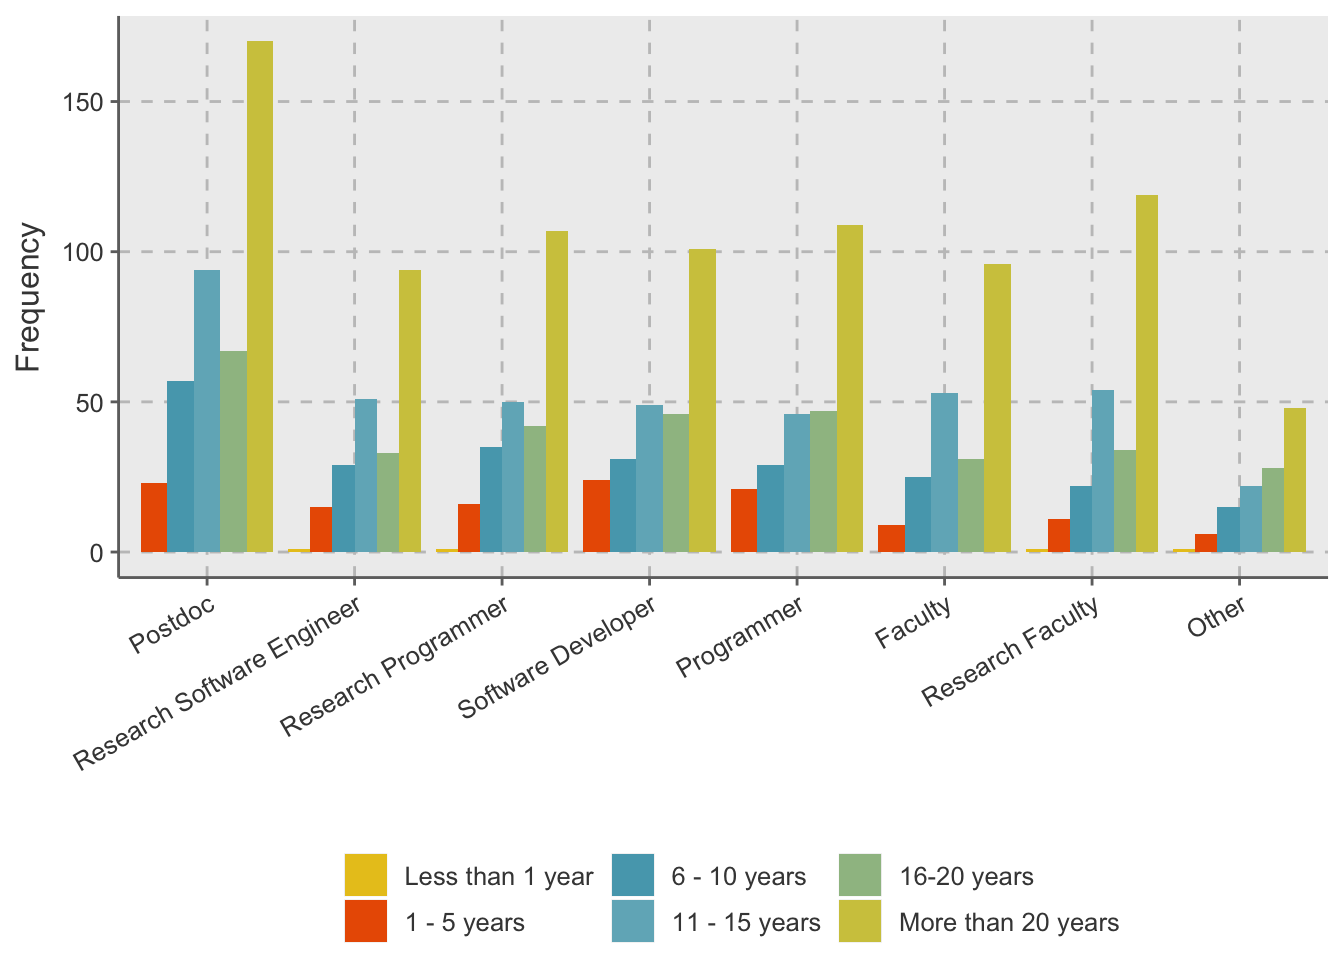 Frequency
150
100
50
0
Postdoc
Research Software Engineer
Research Programmer
Software Developer
Programmer
Faculty
Research Faculty
Other
Less than 1 year
6 - 10 years
16-20 years
1 - 5 years
11 - 15 years
More than 20 years